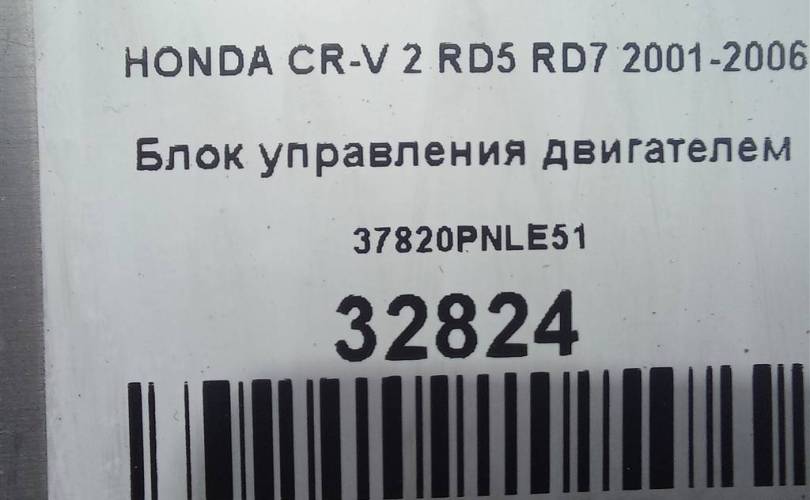 HONDA CR-V 2 RD5 RD7 2001-2006
Блок управления двигателем
37820PNLE51
32824